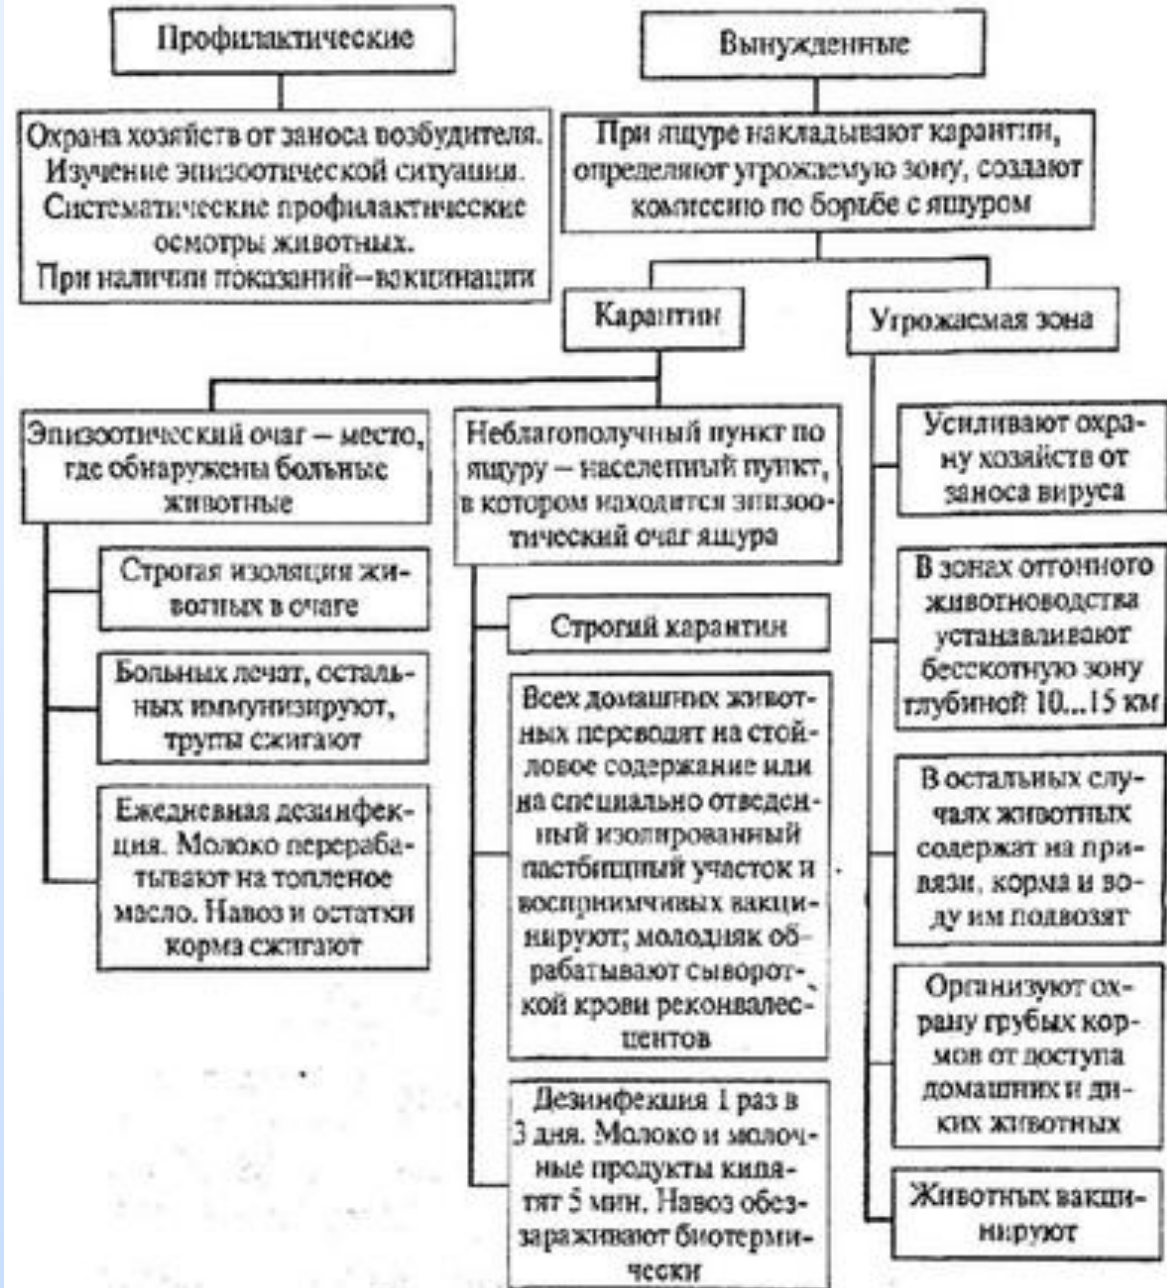 Профилактические
Вынужденные
Охрана хозяйств от заноса возбудителя.
Изучение эпизоотической ситуации.
Систематические профилактические
осмотры животных.
При наличии показаний–вакцинации
При ящуре накладывают карантин,
определяют угрожаемую зону, создают
комиссию по борьбе с ящуром
Карантин
Угрожаемая зона
Эпизоотический очаг – место,
где обнаружены больные
животные
Строгая изоляция жи-
вотных в очаге
Больных лечат, осталь-
ных иммунизируют,
трупы сжигают
Ежедневная дезинфек-
ция. Молоко перераба-
тывают на топленое
масло. Навоз и остатки
корма сжигают
Неблагополучный пункт по
ящуру – населенный пункт,
в котором находится эпизоо-
тический очаг ящура
Строгий карантин
Всех домашних живот-
ных переводят на стой-
ловое содержание или
на специально отведен-
ный изолированный
пастбищный участок и
восприимчивых вакци-
нируют; молодняк об-
рабатывают сыворот-
кой крови реконвалес-
центов
Дезинфекция 1 раз в
3 дня. Молоко и молоч-
ные продукты кипя-
тят 5 мин. Навоз обез-
зараживают биотерми-
чески
Усиливают охра-
ну хозяйств от
заноса вируса
В зонах отгонного
животноводства
устанавливают
бесскотную зону
глубиной 10...15 км
В остальных слу-
чаях животных
содержат на при-
вязи, корма и во-
ду им подвозят
Организуют ох-
рану грубых кор-
мов от доступа
домашних и ди-
ких животных
Животных вакци-
нируют